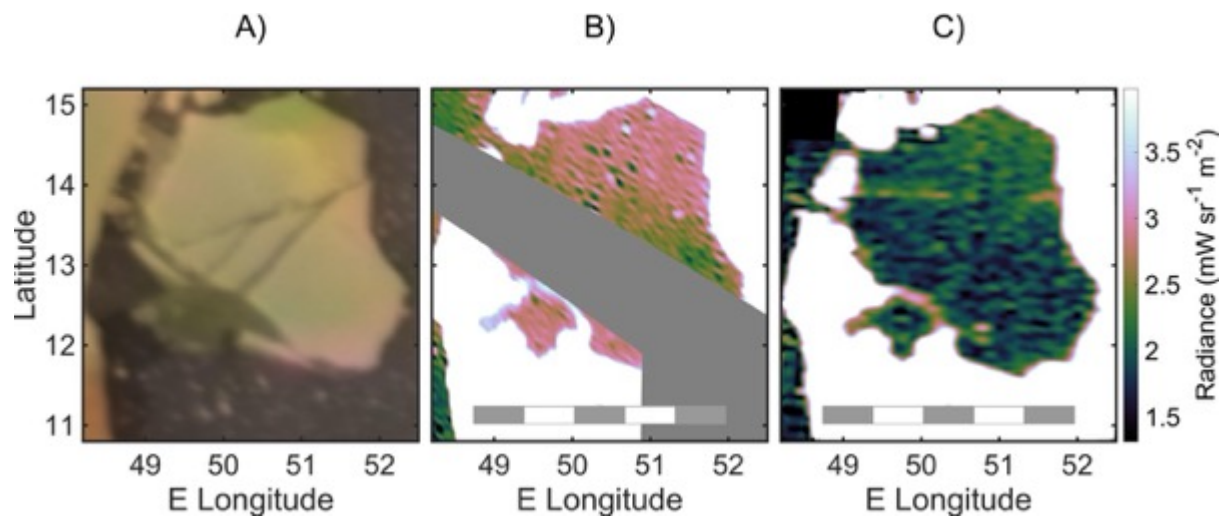 A) B) C)
15
14
13
12
11
Latitude
49 50 51 52
49 50 51 52
49 50 51 52
E Longitude E Longitude E Longitude
3.5
3
2.5
2
1.5
Radiance (mW sr⁻¹ m⁻²)